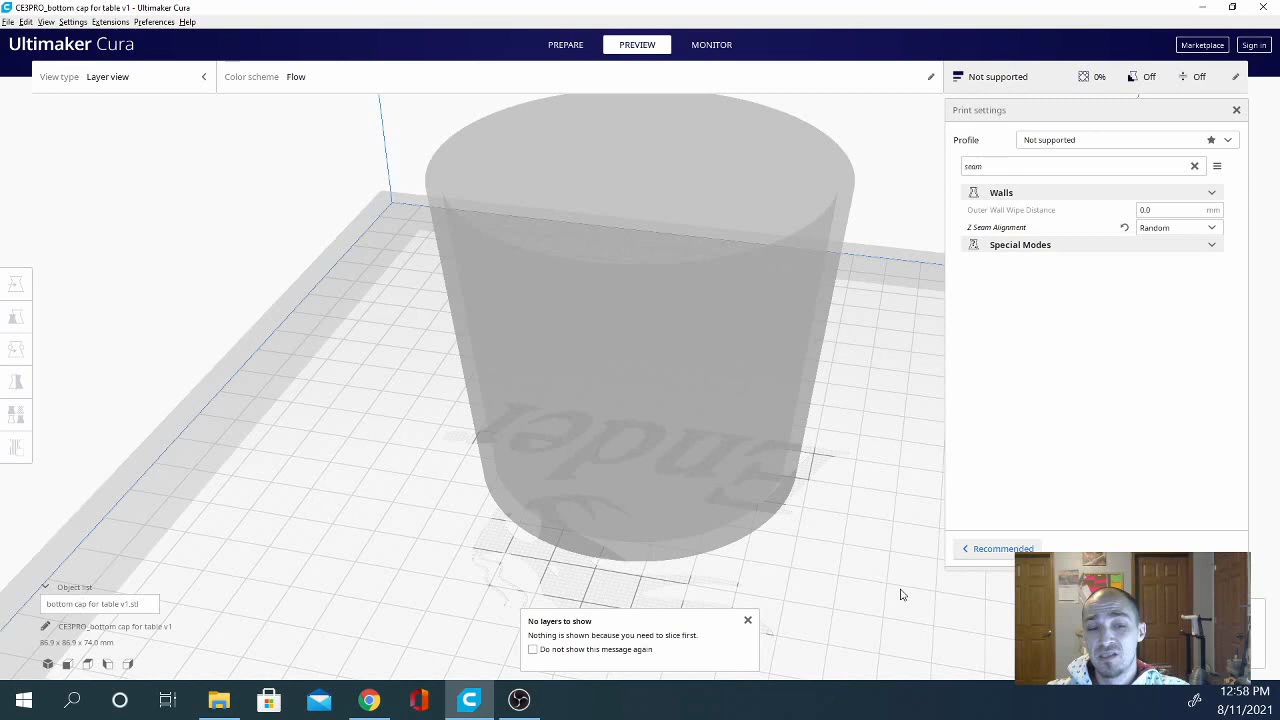 CE3PRO_bottom cap for table v1 - Ultimaker Cura
File Edit View Settings Extensions Preferences Help
Ultimaker Cura
PREPARE PREVIEW MONITOR
Marketplace Sign in
View type Layer view
Color scheme Flow
Not supported 0% Off Off
Print settings
Profile Not supported
seam
Walls
Outer Wall Wipe Distance 0.0 mm
Z Seam Alignment Random
Special Modes
Recommended
Ender
Object list
bottom cap for table v1.stl
CE3PRO_bottom cap for table v1
86.9 x 86.9 x 74.0 mm
No layers to show
Nothing is shown because you need to slice first.
Do not show this message again
12:58 PM
8/11/2021